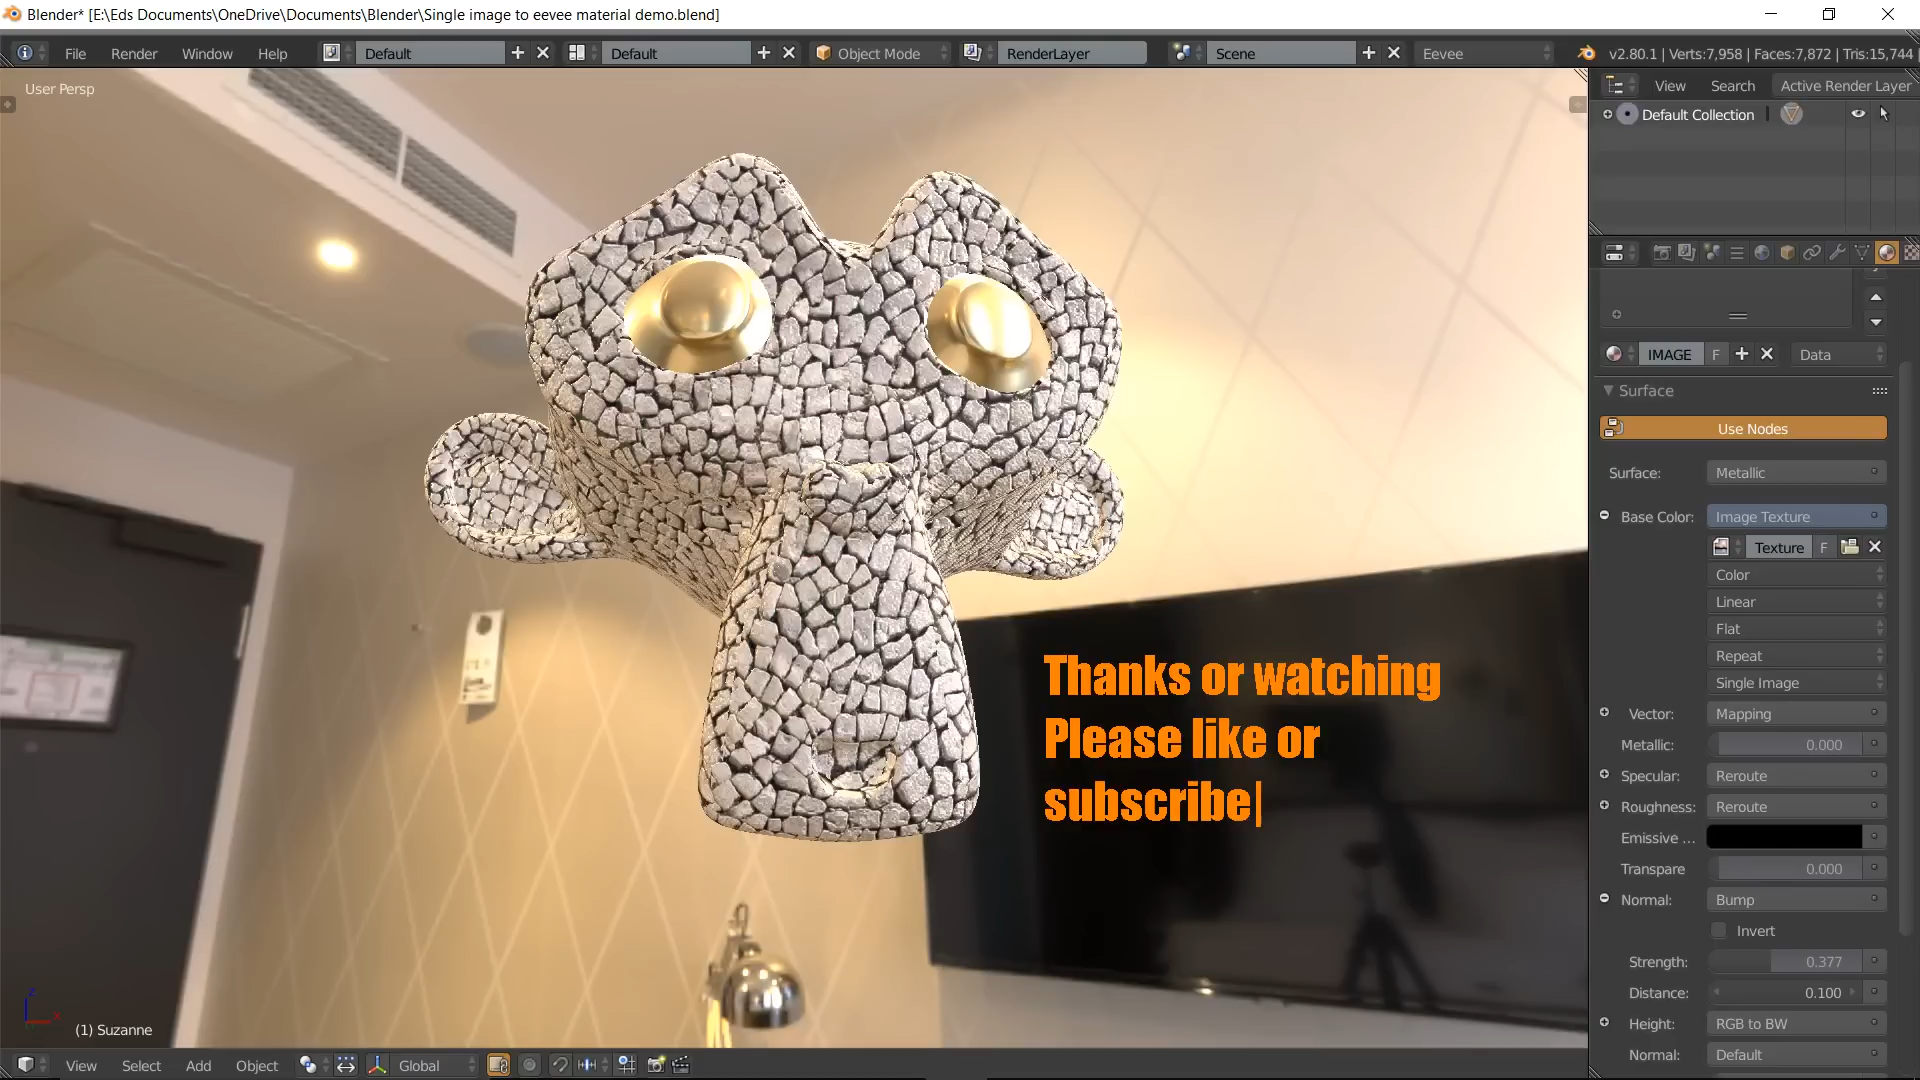 Blender* [E:\Eds Documents\OneDrive\Documents\Blender\Single image to eevee material demo.blend]
File Render Window Help Default Default Object Mode RenderLayer Scene Eevee v2.80.1 | Verts:7,958 | Faces:7,872 | Tris:15,744 |
User Persp
View Search Active Render Layer
Default Collection
IMAGE F Data
Surface
Use Nodes
Surface: Metallic
Base Color: Image Texture
Texture F
Color
Linear
Flat
Repeat
Single Image
Vector: Mapping
Metallic: 0.000
Specular: Reroute
Roughness: Reroute
Emissive ...
Transpare 0.000
Normal: Bump
Invert
Strength: 0.377
Distance: 0.100
Height: RGB to BW
Normal: Default
Thanks or watching
Please like or
subscribe|
z
x
(1) Suzanne
View Select Add Object Global